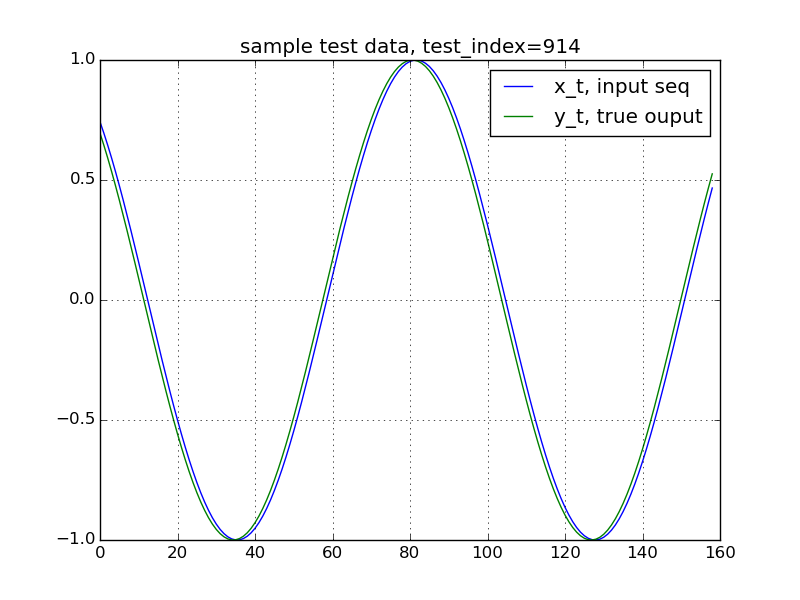 sample test data, test_index=914
x_t, input seq
y_t, true ouput
1.0
0.5
0.0
−0.5
−1.0
0 20 40 60 80 100 120 140 160